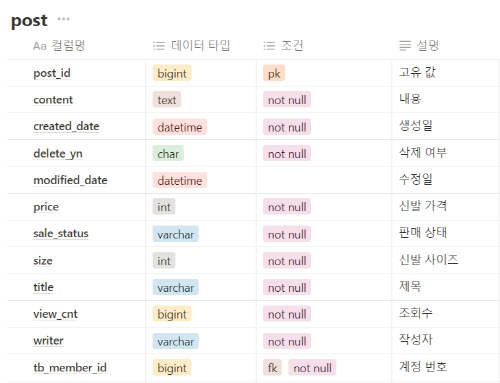 post ...
Aa 컬럼명 데이터 타입 조건 설명
post_id bigint pk 고유 값
content text not null 내용
created_date datetime not null 생성일
delete_yn char not null 삭제 여부
modified_date datetime 수정일
price int not null 신발 가격
sale_status varchar not null 판매 상태
size int not null 신발 사이즈
title varchar not null 제목
view_cnt bigint not null 조회수
writer varchar not null 작성자
tb_member_id bigint fk not null 계정 번호